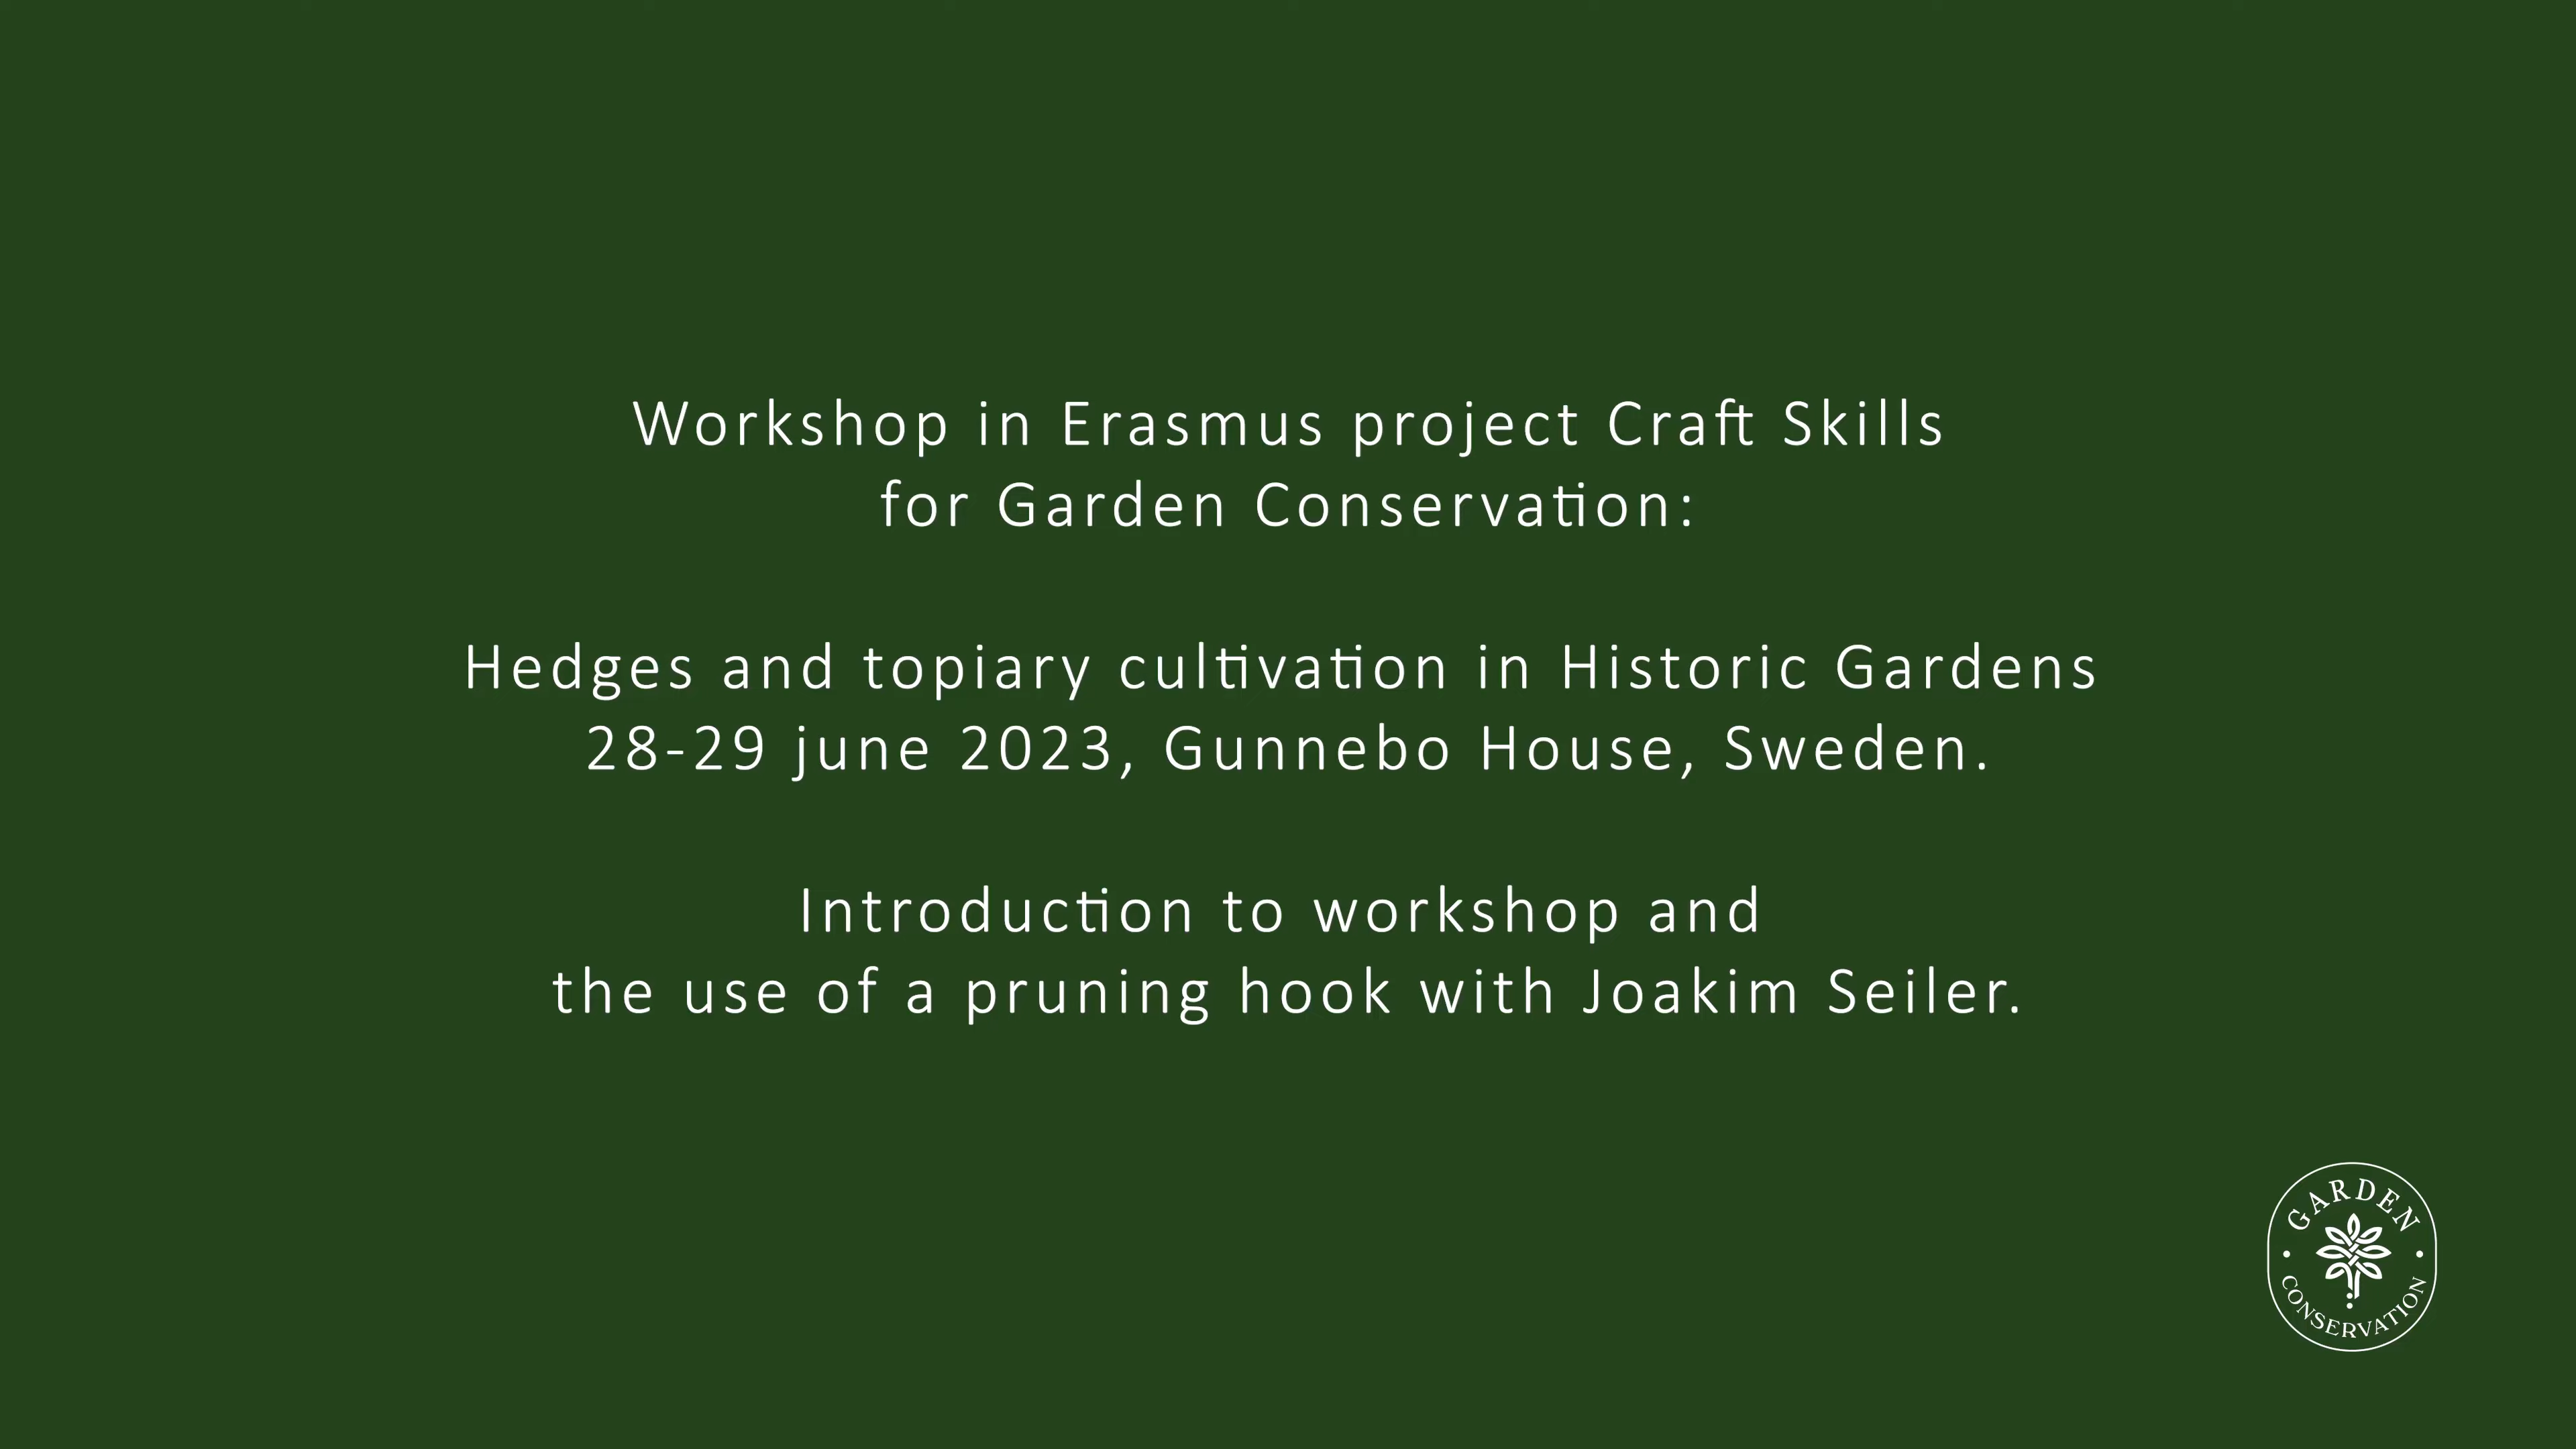 Workshop in Erasmus project Craft Skills
for Garden Conservation:
Hedges and topiary cultivation in Historic Gardens
28-29 june 2023, Gunnebo House, Sweden.
Introduction to workshop and
the use of a pruning hook with Joakim Seiler.
GARDEN
CONSERVATION